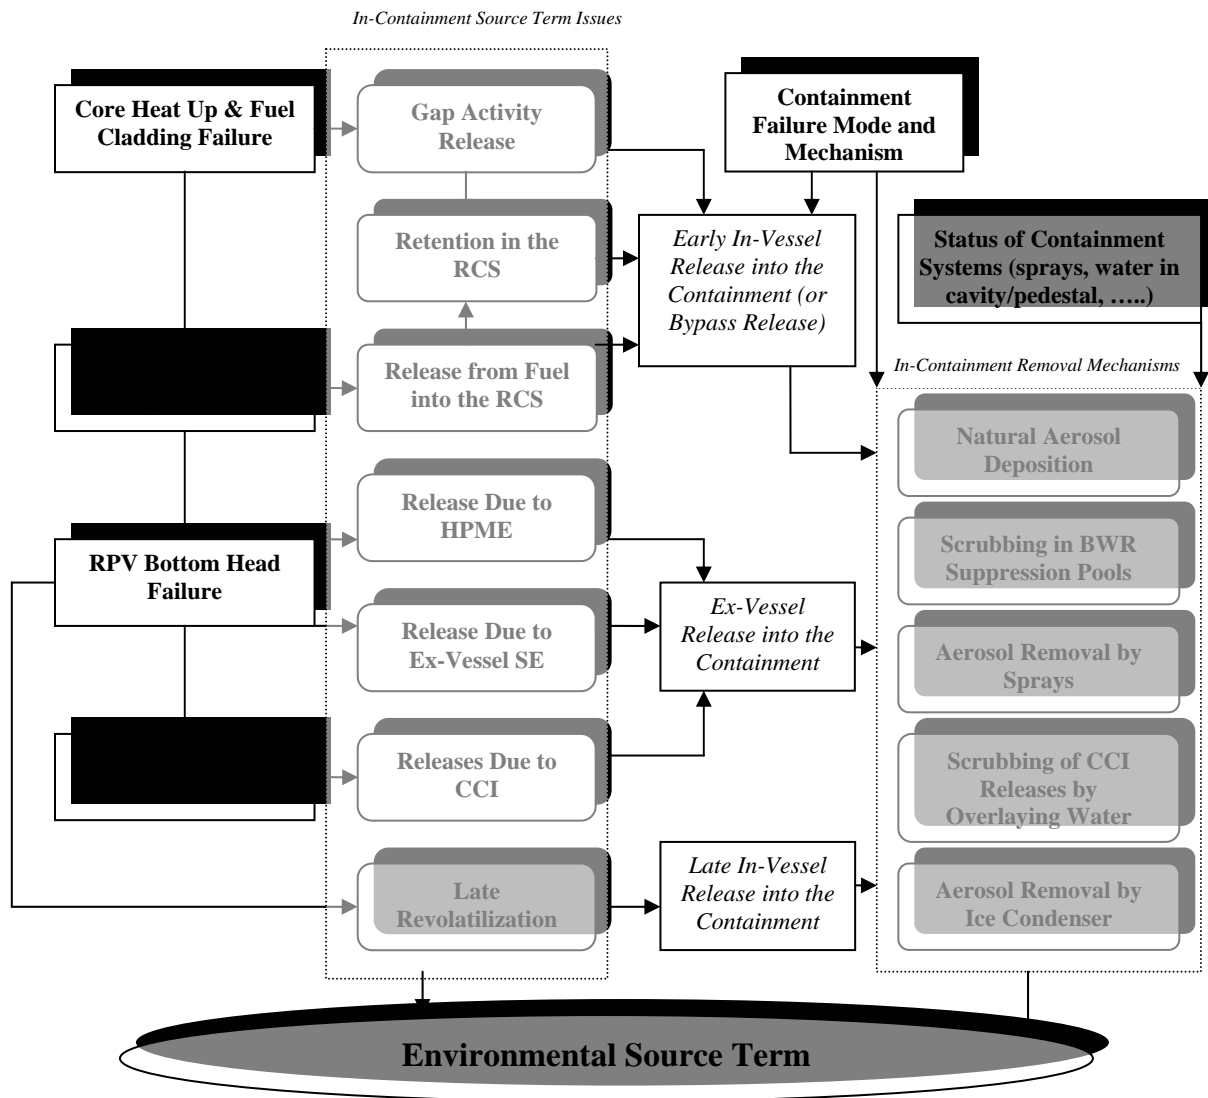 In-Containment Source Term Issues
Core Heat Up & Fuel
Cladding Failure
Gap Activity
Release
Containment
Failure Mode and
Mechanism
Retention in the
RCS
Early In-Vessel
Release into the
Containment (or
Bypass Release)
Status of Containment
Systems (sprays, water in
cavity/pedestal, …..)
Release from Fuel
into the RCS
In-Containment Removal Mechanisms
Natural Aerosol
Deposition
Release Due to
HPME
RPV Bottom Head
Failure
Scrubbing in BWR
Suppression Pools
Release Due to
Ex-Vessel SE
Ex-Vessel
Release into the
Containment
Aerosol Removal by
Sprays
Releases Due to
CCI
Scrubbing of CCI
Releases by
Overlaying Water
Late
Revolatilization
Late In-Vessel
Release into the
Containment
Aerosol Removal by
Ice Condenser
Environmental Source Term